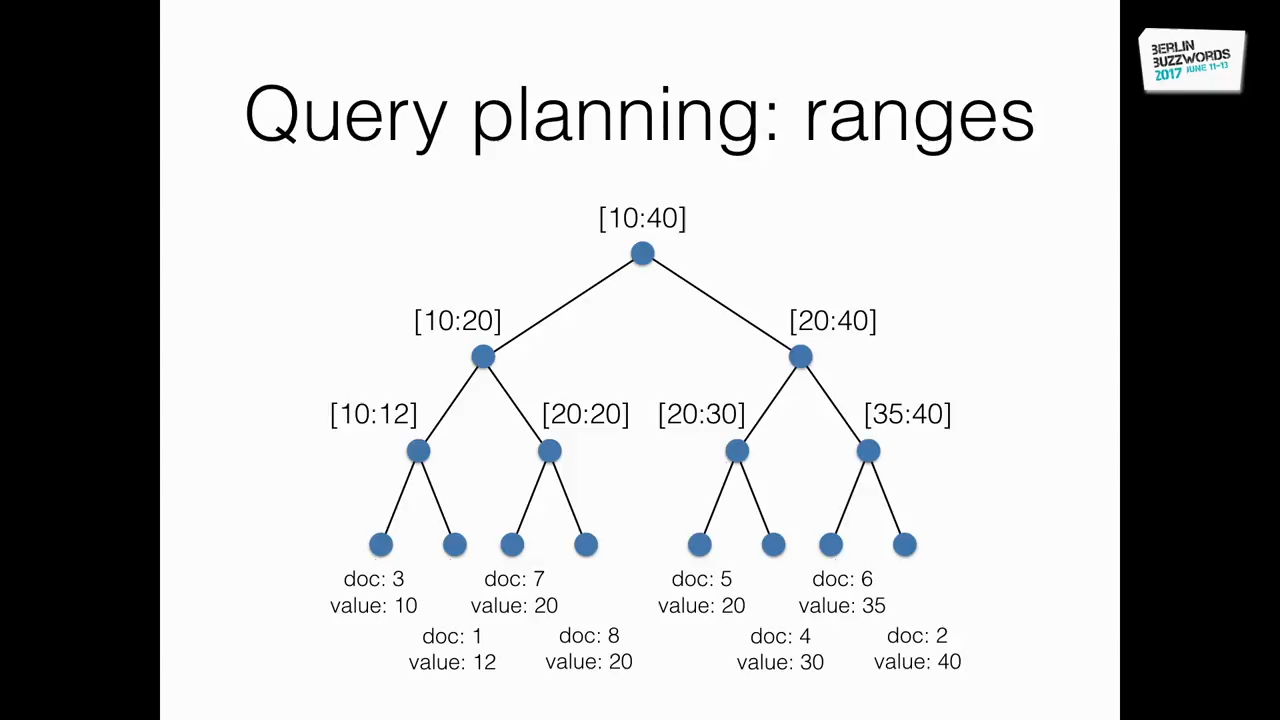 BERLIN
BUZZWORDS
2017 JUNE 11-13
Query planning: ranges
[10:40]
[10:20]
[20:40]
[10:12]
[20:20]
[20:30]
[35:40]
doc: 3
value: 10
doc: 7
value: 20
doc: 5
value: 20
doc: 6
value: 35
doc: 1
value: 12
doc: 8
value: 20
doc: 4
value: 30
doc: 2
value: 40